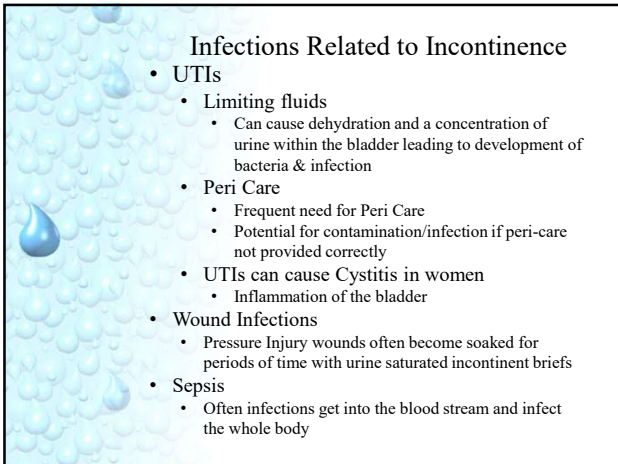 Infections Related to Incontinence
• UTIs
• Limiting fluids
• Can cause dehydration and a concentration of
urine within the bladder leading to development of
bacteria & infection
• Peri Care
• Frequent need for Peri Care
• Potential for contamination/infection if peri-care
not provided correctly
• UTIs can cause Cystitis in women
• Inflammation of the bladder
• Wound Infections
• Pressure Injury wounds often become soaked for
periods of time with urine saturated incontinent briefs
• Sepsis
• Often infections get into the blood stream and infect
the whole body